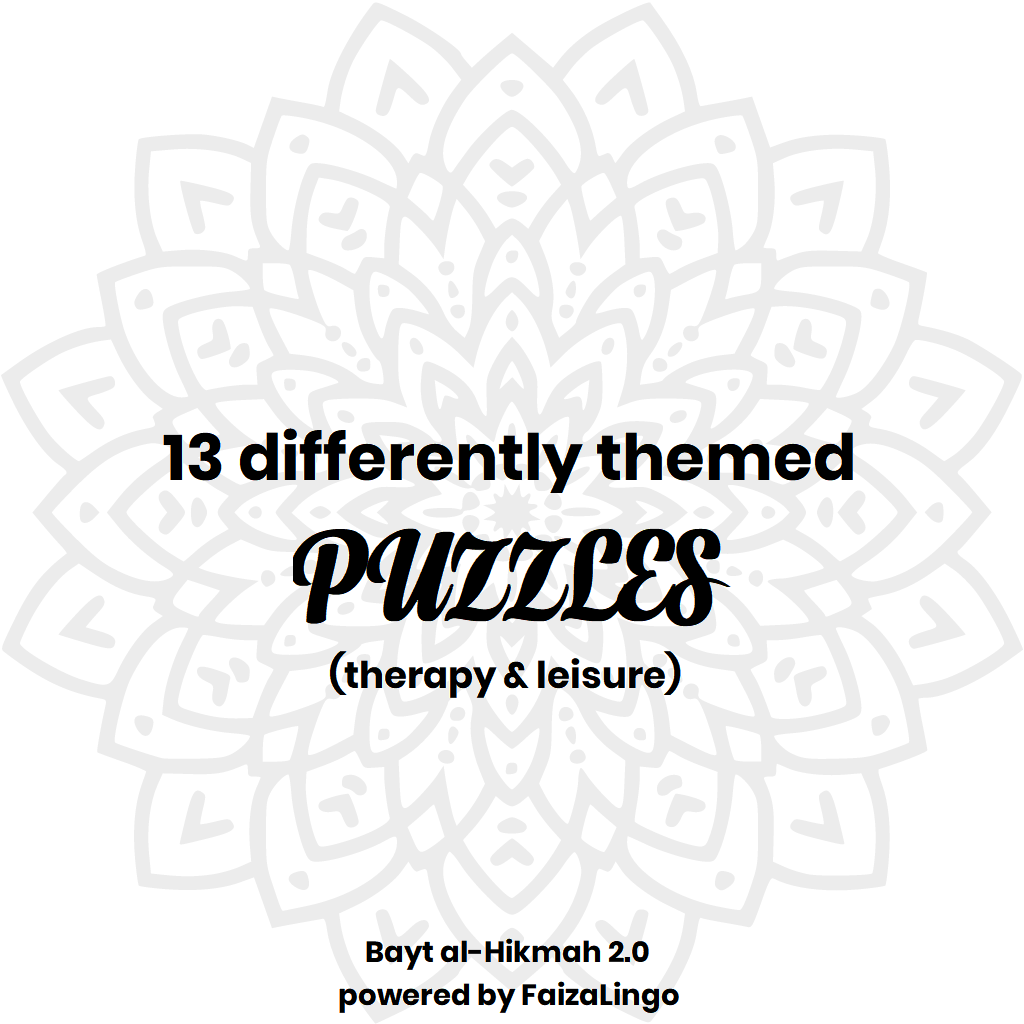 13 differently themed
PUZZLES
(therapy & leisure)
Bayt al-Hikmah 2.0
powered by FaizaLingo